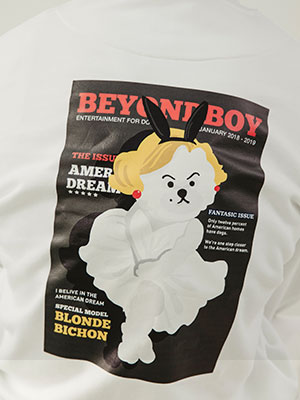 BEYOND BOY
ENTERTAINMENT FOR DO
JANUARY 2018 - 2019
THE ISSU
AMER
DREAM
★★★★★
FANTASIC ISSUE
Only twelve percent
of American homes
have dogs.
We're one step closer
to the American dream.
I BELIVE IN THE
AMERICAN DREAM
SPECIAL MODEL
BLONDE
BICHON